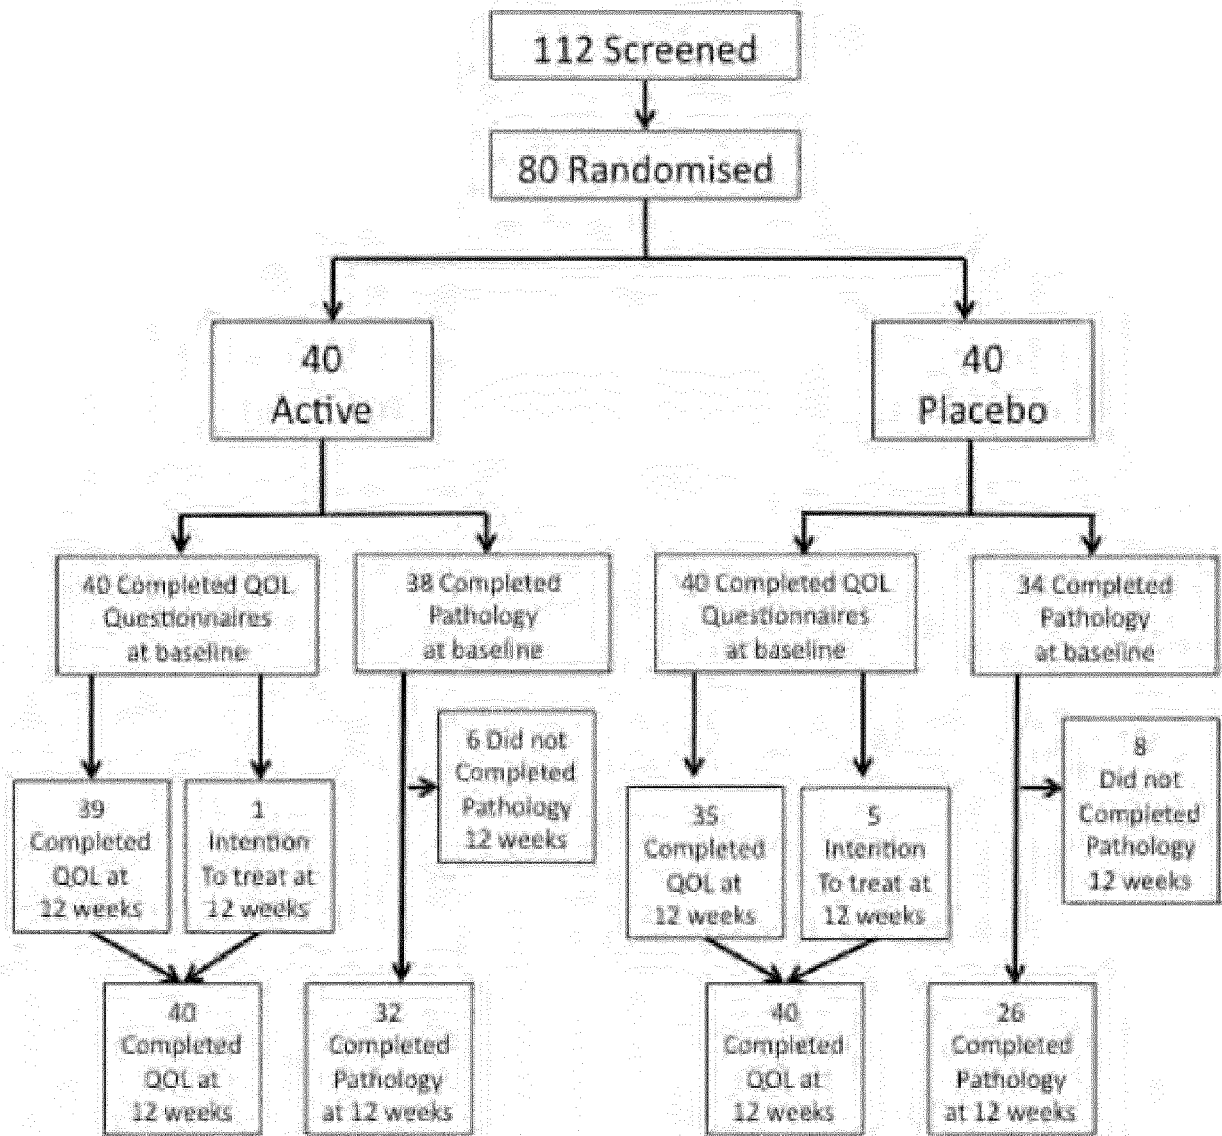 112 Screened
80 Randomised
40
Active
40
Placebo
40 Completed QOL
Questionnaires
at baseline
38 Completed
Pathology
at baseline
40 Completed QOL
Questionnaires
at baseline
34 Completed
Pathology
at baseline
6 Did not
Completed
Pathology
12 weeks
8
Did not
Completed
Pathology
12 weeks
39
Completed
QOL at
12 weeks
1
Intention
To treat at
12 weeks
35
Completed
QOL at
12 weeks
5
Intention
To treat at
12 weeks
40
Completed
QOL at
12 weeks
32
Completed
Pathology
at 12 weeks
40
Completed
QOL at
12 weeks
26
Completed
Pathology
at 12 weeks